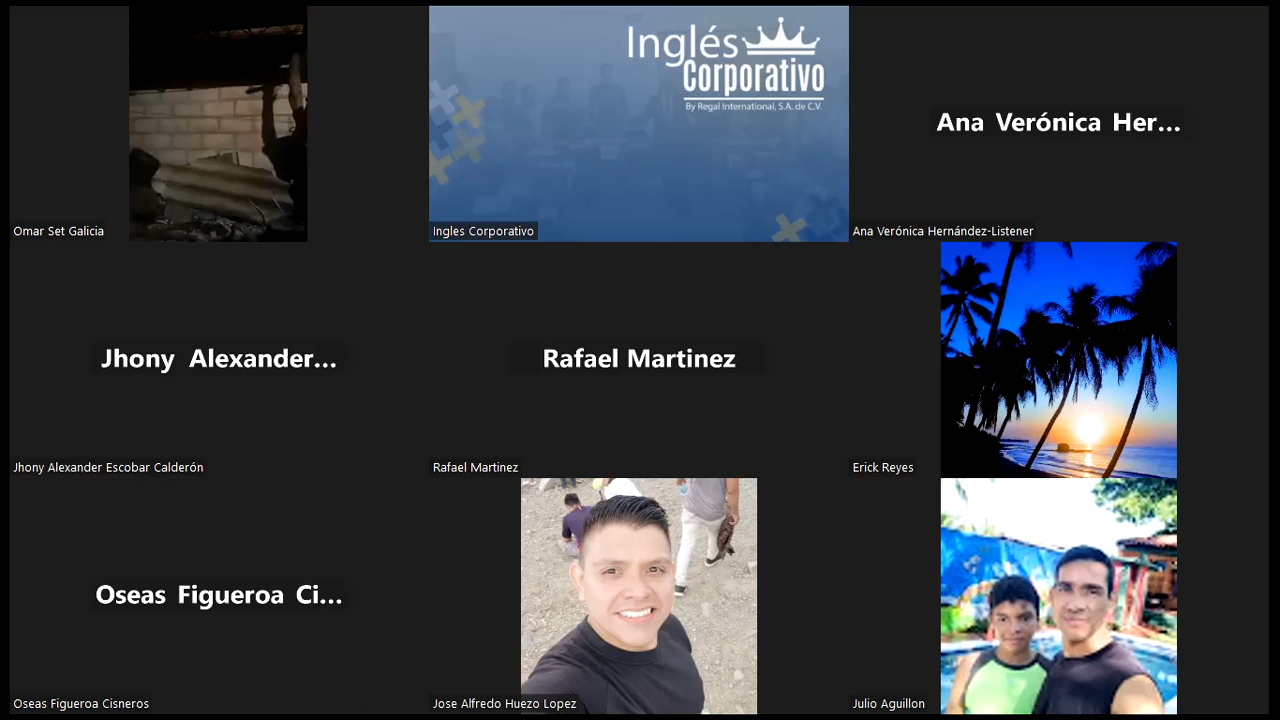 Inglés
Corporativo
By Regal International, S.A. de C.V.
Ana Verónica Her...
Omar Set Galicia
Ingles Corporativo
Ana Verónica Hernández-Listener
Jhony Alexander...
Rafael Martinez
Jhony Alexander Escobar Calderón
Rafael Martinez
Erick Reyes
Oseas Figueroa Ci...
Oseas Figueroa Cisneros
Jose Alfredo Huezo Lopez
Julio Aguillon